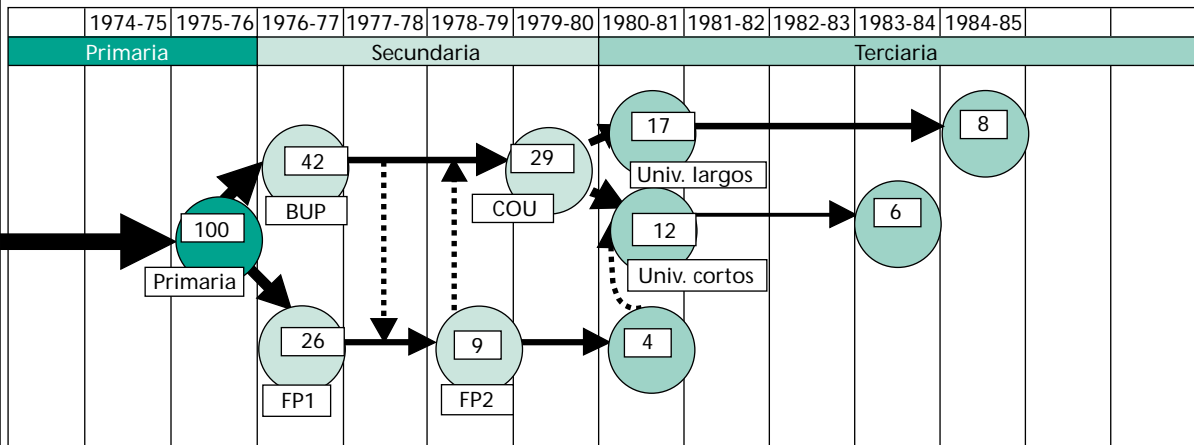 1974-75 1975-76 1976-77 1977-78 1978-79 1979-80 1980-81 1981-82 1982-83 1983-84 1984-85
Primaria Secundaria Terciaria
17 8
42 29
Univ. largos
BUP COU
6
100 12
Primaria Univ. cortos
26 9 4
FP1 FP2